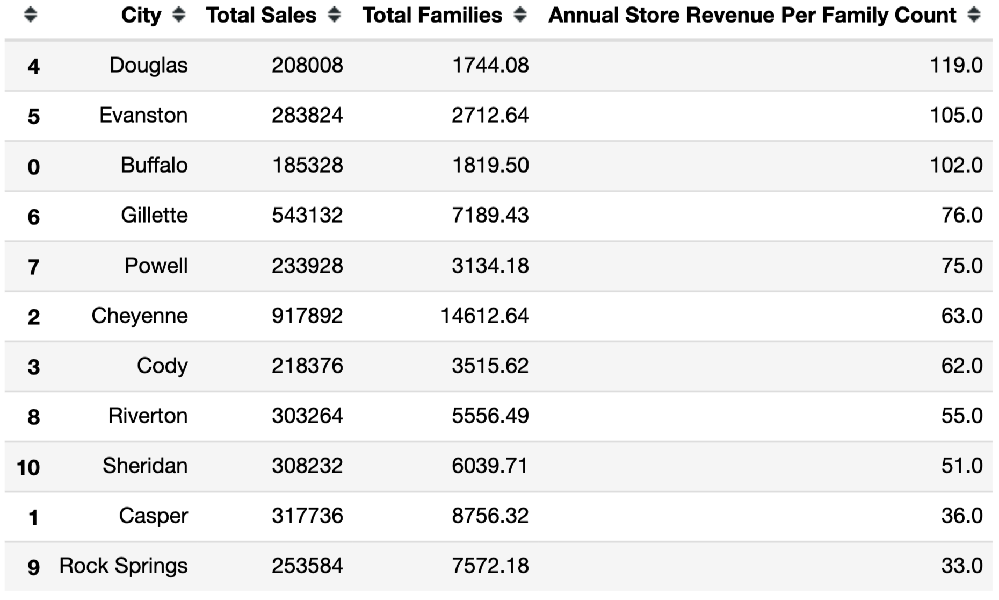 City Total Sales Total Families Annual Store Revenue Per Family Count
4 Douglas 208008 1744.08 119.0
5 Evanston 283824 2712.64 105.0
0 Buffalo 185328 1819.50 102.0
6 Gillette 543132 7189.43 76.0
7 Powell 233928 3134.18 75.0
2 Cheyenne 917892 14612.64 63.0
3 Cody 218376 3515.62 62.0
8 Riverton 303264 5556.49 55.0
10 Sheridan 308232 6039.71 51.0
1 Casper 317736 8756.32 36.0
9 Rock Springs 253584 7572.18 33.0